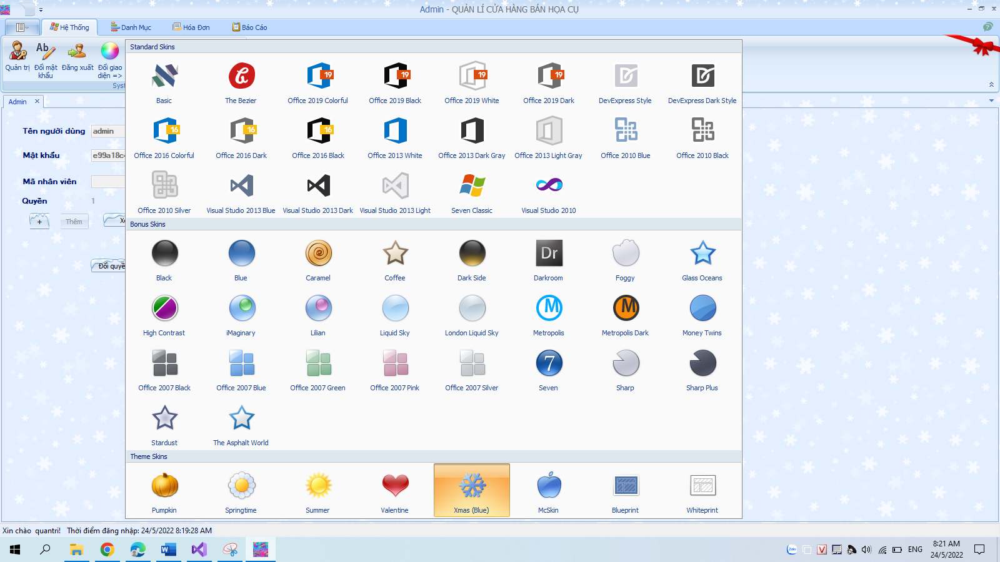 Admin - QUẢN LÍ CỬA HÀNG BÁN HỌA CỤ
Hệ Thống
Danh Mục
Hóa Đơn
Báo Cáo
Quản trị
Đổi mật khẩu
Đăng xuất
Đổi giao diện =>
Admin
Tên người dùng
admin
Mật khẩu
Mã nhân viên
Quyền
1
+
Thêm
Standard Skins
Basic
The Bezier
Office 2019 Colorful
Office 2019 Black
Office 2019 White
Office 2019 Dark
DevExpress Style
DevExpress Dark Style
Office 2016 Colorful
Office 2016 Dark
Office 2016 Black
Office 2013 White
Office 2013 Dark Gray
Office 2013 Light Gray
Office 2010 Blue
Office 2010 Black
Office 2010 Silver
Visual Studio 2013 Blue
Visual Studio 2013 Dark
Visual Studio 2013 Light
Seven Classic
Visual Studio 2010
Bonus Skins
Black
Blue
Caramel
Coffee
Dark Side
Darkroom
Foggy
Glass Oceans
High Contrast
iMaginary
Lilian
Liquid Sky
London Liquid Sky
Metropolis
Metropolis Dark
Money Twins
Office 2007 Black
Office 2007 Blue
Office 2007 Green
Office 2007 Pink
Office 2007 Silver
Seven
Sharp
Sharp Plus
Stardust
The Asphalt World
Theme Skins
Pumpkin
Springtime
Summer
Valentine
Xmas (Blue)
McSkin
Blueprint
Whiteprint
Xin chào quantri! Thời điểm đăng nhập: 24/5/2022 8:19:28 AM
ENG
8:21 AM
24/5/2022